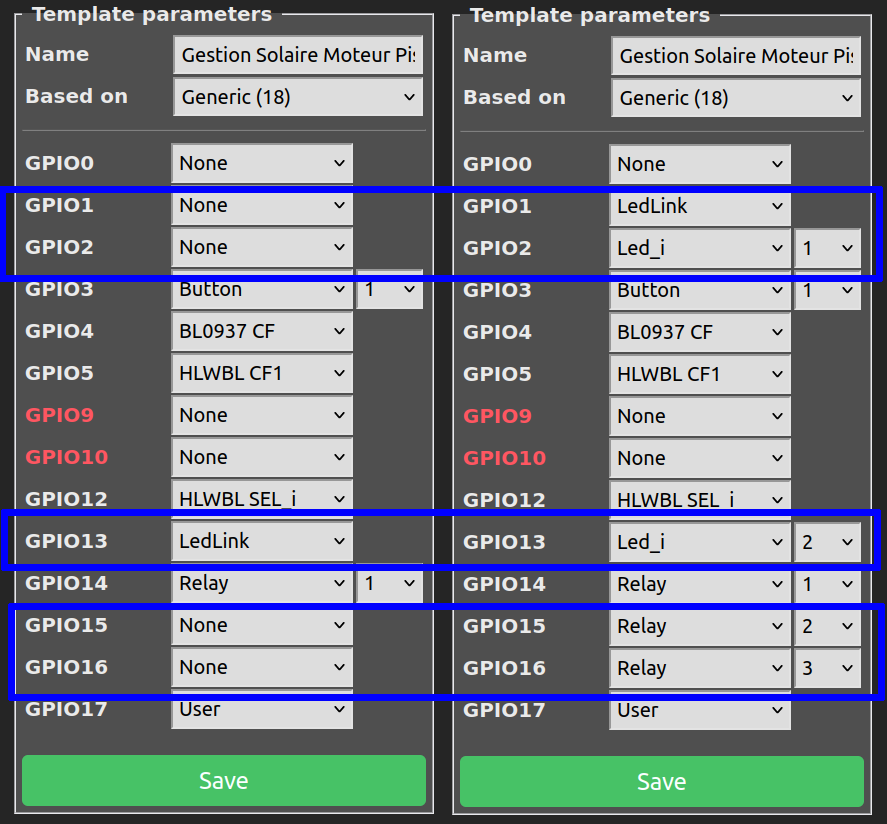 Template parameters
Name Gestion Solaire Moteur Pis
Based on Generic (18)
GPIO0 None
GPIO1 None
GPIO2 None
GPIO3 Button 1
GPIO4 BL0937 CF
GPIO5 HLWBL CF1
GPIO9 None
GPIO10 None
GPIO12 HLWBL SEL_i
GPIO13 LedLink
GPIO14 Relay 1
GPIO15 None
GPIO16 None
GPIO17 User
Save
Template parameters
Name Gestion Solaire Moteur Pis
Based on Generic (18)
GPIO0 None
GPIO1 LedLink
GPIO2 Led_i 1
GPIO3 Button 1
GPIO4 BL0937 CF
GPIO5 HLWBL CF1
GPIO9 None
GPIO10 None
GPIO12 HLWBL SEL_i
GPIO13 Led_i 2
GPIO14 Relay 1
GPIO15 Relay 2
GPIO16 Relay 3
GPIO17 User
Save